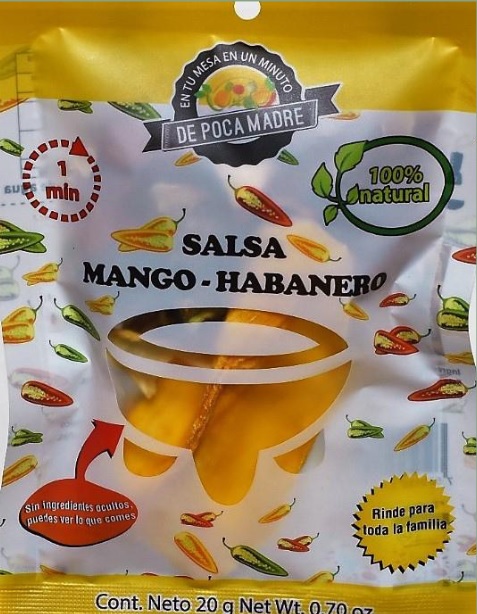 EN TU MESA EN UN MINUTO
DE POCA MADRE
1
min
100%
natural
SALSA
MANGO - HABANERO
Sin ingredientes ocultos,
puedes ver lo que comes
Rinde para
toda la familia
Cont. Neto 20 g Net Wt. 0.70 oz